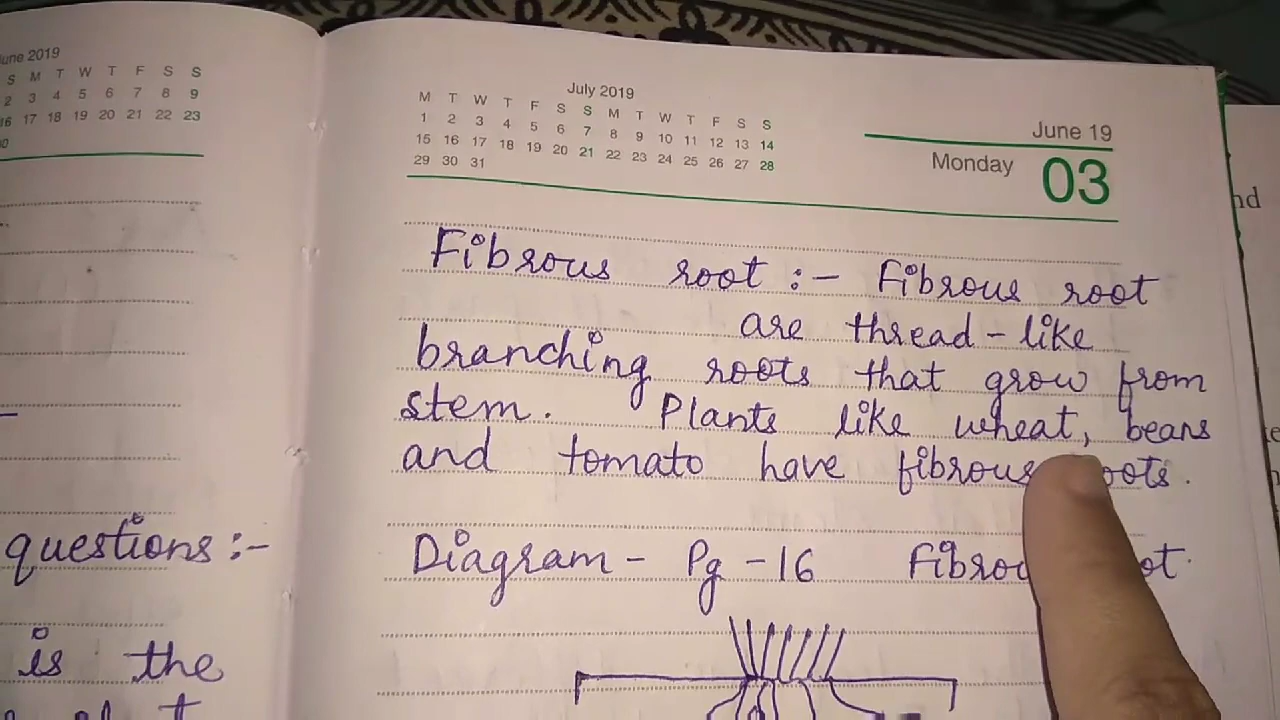 June 2019
S M T W T F S S
2 3 4 5 6 7 8 9
16 17 18 19 20 21 22 23
questions:-
is the
July 2019
M T W T F S S M T W T F S S
1 2 3 4 5 6 7 8 9 10 11 12 13 14
15 16 17 18 19 20 21 22 23 24 25 26 27 28
29 30 31
June 19
Monday 03
Fibrous root :- Fibrous root
are thread-like
branching roots that grow from
stem. Plants like wheat, beans
and tomato have fibrous roots.
Diagram - Pg - 16 Fibrous root.